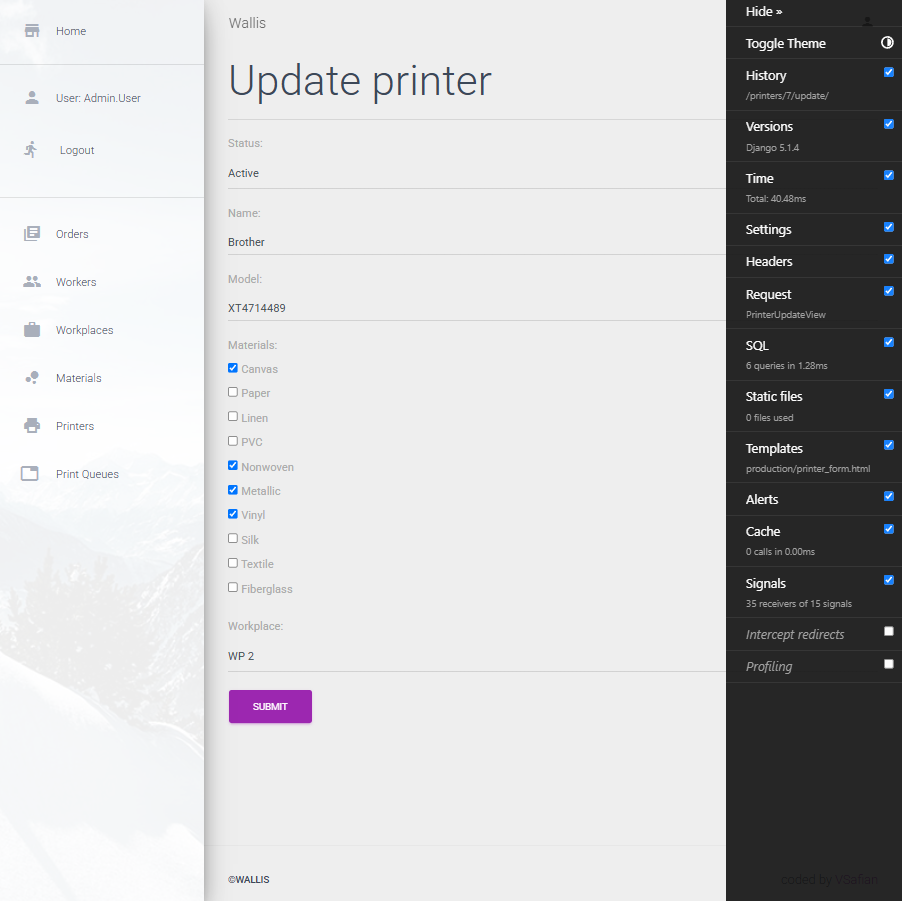 Home
User: Admin.User
Logout
Orders
Workers
Workplaces
Materials
Printers
Print Queues
Wallis
Update printer
Status:
Active
Name:
Brother
Model:
XT4714489
Materials:
Canvas
Paper
Linen
PVC
Nonwoven
Metallic
Vinyl
Silk
Textile
Fiberglass
Workplace:
WP 2
SUBMIT
©WALLIS
Hide »
Toggle Theme
History
/printers/7/update/
Versions
Django 5.1.4
Time
Total: 40.48ms
Settings
Headers
Request
PrinterUpdateView
SQL
6 queries in 1.28ms
Static files
0 files used
Templates
production/printer_form.html
Alerts
Cache
0 calls in 0.00ms
Signals
35 receivers of 15 signals
Intercept redirects
Profiling
coded by VSafian